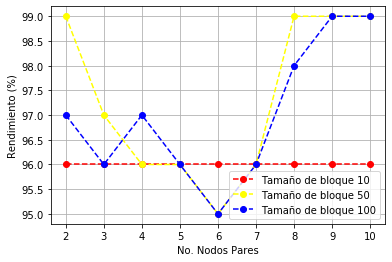 99.0
98.5
98.0
97.5
97.0
96.5
96.0
95.5
95.0
Rendimiento (%)
Tamaño de bloque 10
Tamaño de bloque 50
Tamaño de bloque 100
2 3 4 5 6 7 8 9 10
No. Nodos Pares